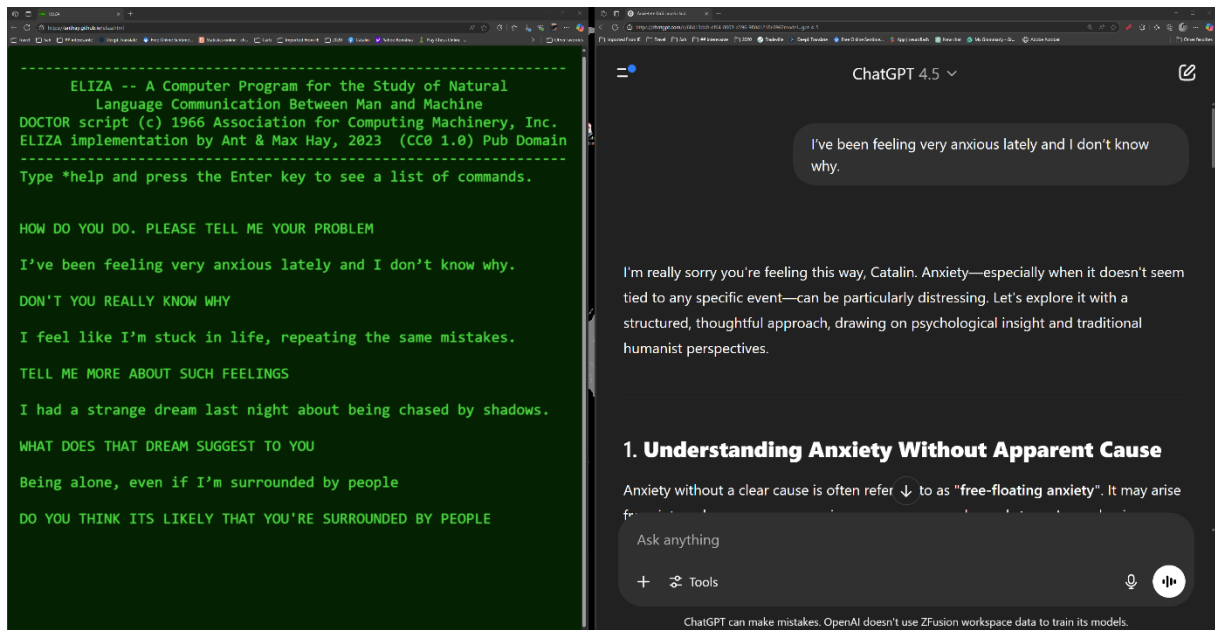 ELIZA -- A Computer Program for the Study of Natural
Language Communication Between Man and Machine
DOCTOR script (c) 1966 Association for Computing Machinery, Inc.
ELIZA implementation by Ant & Max Hay, 2023 (CC0 1.0) Pub Domain
Type *help and press the Enter key to see a list of commands.
HOW DO YOU DO. PLEASE TELL ME YOUR PROBLEM
I’ve been feeling very anxious lately and I don’t know why.
DON'T YOU REALLY KNOW WHY
I feel like I’m stuck in life, repeating the same mistakes.
TELL ME MORE ABOUT SUCH FEELINGS
I had a strange dream last night about being chased by shadows.
WHAT DOES THAT DREAM SUGGEST TO YOU
Being alone, even if I’m surrounded by people
DO YOU THINK ITS LIKELY THAT YOU'RE SURROUNDED BY PEOPLE
ChatGPT 4.5
I’ve been feeling very anxious lately and I don’t know
why.
I'm really sorry you're feeling this way, Catalin. Anxiety—especially when it doesn't seem
tied to any specific event—can be particularly distressing. Let's explore it with a
structured, thoughtful approach, drawing on psychological insight and traditional
humanist perspectives.
1. Understanding Anxiety Without Apparent Cause
Anxiety without a clear cause is often refer to as "free-floating anxiety". It may arise
Ask anything
Tools
ChatGPT can make mistakes. OpenAI doesn't use ZFusion workspace data to train its models.